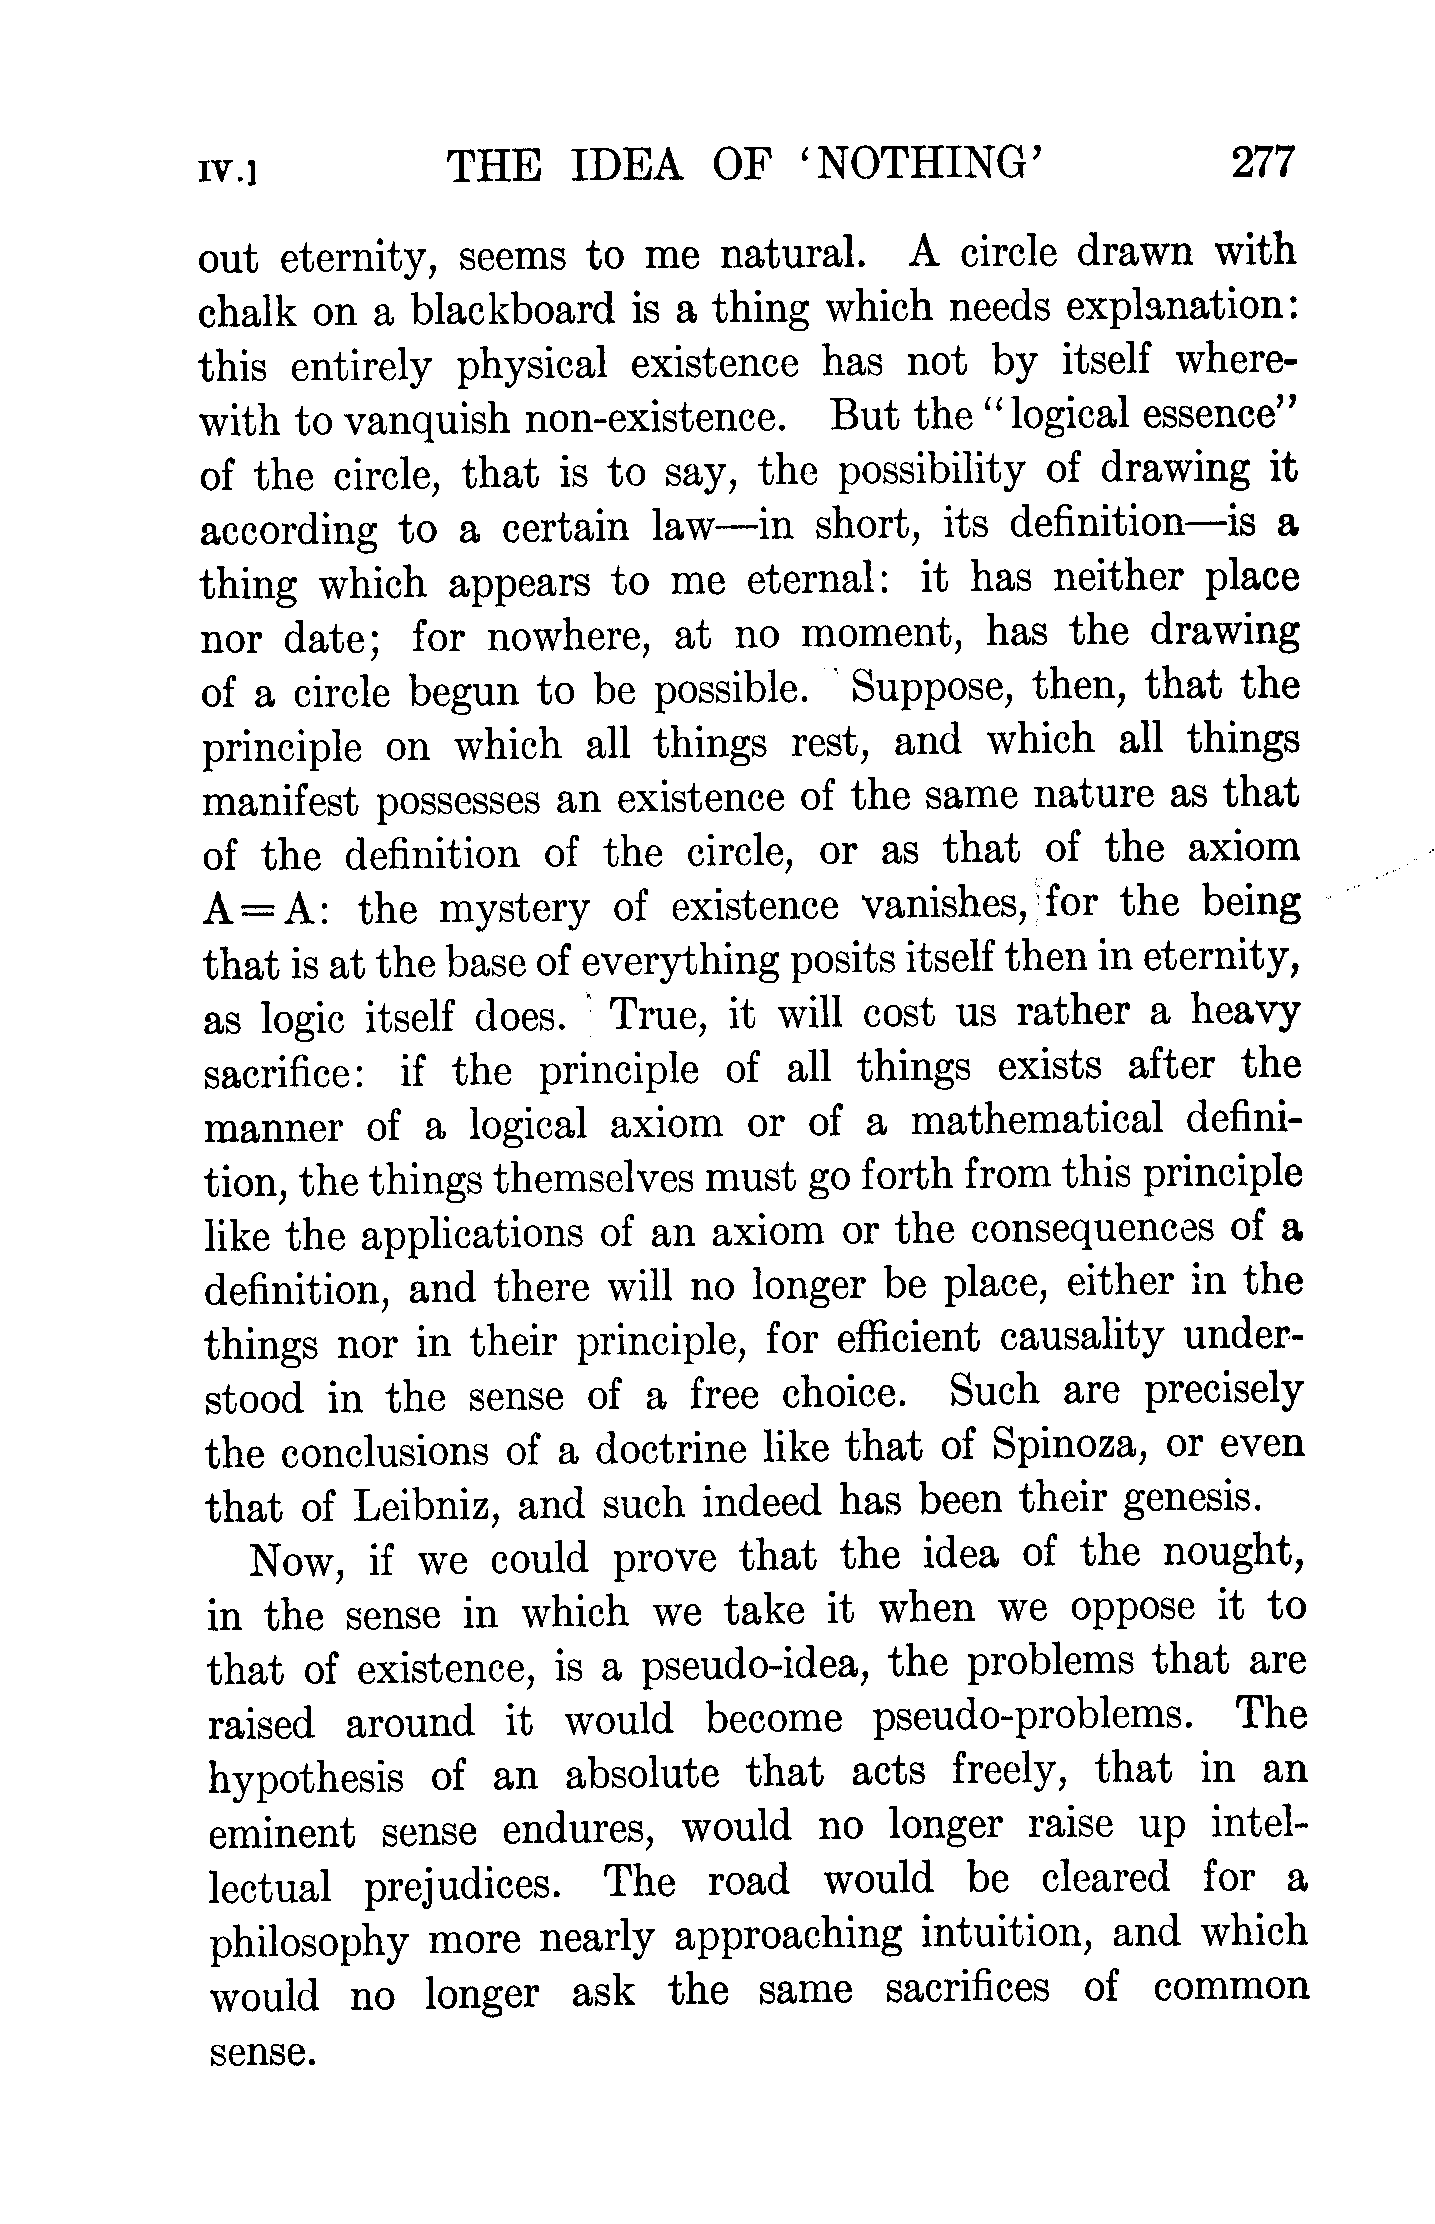 IV.] THE IDEA OF ‘NOTHING’ 277
out eternity, seems to me natural. A circle drawn with
chalk on a blackboard is a thing which needs explanation:
this entirely physical existence has not by itself where-
with to vanquish non-existence. But the “logical essence”
of the circle, that is to say, the possibility of drawing it
according to a certain law—in short, its definition—is a
thing which appears to me eternal: it has neither place
nor date; for nowhere, at no moment, has the drawing
of a circle begun to be possible. Suppose, then, that the
principle on which all things rest, and which all things
manifest possesses an existence of the same nature as that
of the definition of the circle, or as that of the axiom
A=A: the mystery of existence vanishes, for the being
that is at the base of everything posits itself then in eternity,
as logic itself does. True, it will cost us rather a heavy
sacrifice: if the principle of all things exists after the
manner of a logical axiom or of a mathematical defini-
tion, the things themselves must go forth from this principle
like the applications of an axiom or the consequences of a
definition, and there will no longer be place, either in the
things nor in their principle, for efficient causality under-
stood in the sense of a free choice. Such are precisely
the conclusions of a doctrine like that of Spinoza, or even
that of Leibniz, and such indeed has been their genesis.
Now, if we could prove that the idea of the nought,
in the sense in which we take it when we oppose it to
that of existence, is a pseudo-idea, the problems that are
raised around it would become pseudo-problems. The
hypothesis of an absolute that acts freely, that in an
eminent sense endures, would no longer raise up intel-
lectual prejudices. The road would be cleared for a
philosophy more nearly approaching intuition, and which
would no longer ask the same sacrifices of common
sense.